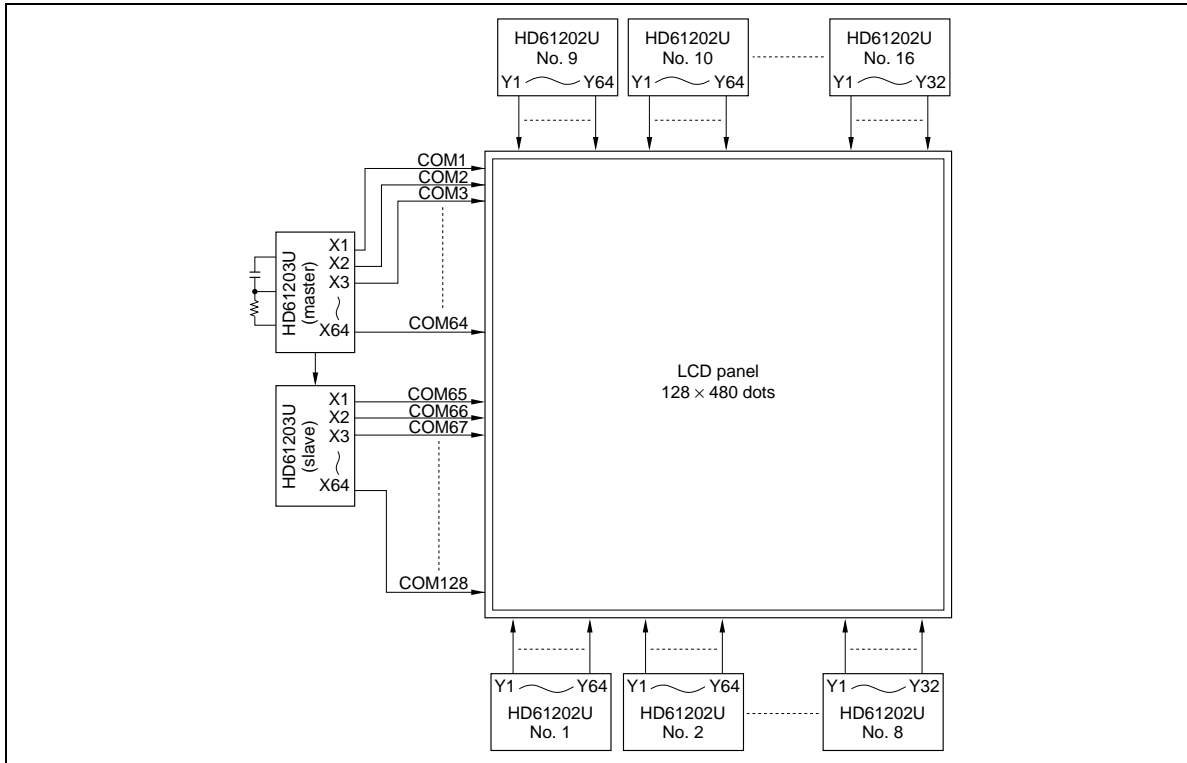 HD61202U
No. 9
Y1 Y64
HD61202U
No. 10
Y1 Y64
HD61202U
No. 16
Y1 Y32
COM1
COM2
COM3
HD61203U
(master)
X1
X2
X3
X64
COM64
HD61203U
(slave)
X1
X2
X3
X64
COM65
COM66
COM67
COM128
LCD panel
128 × 480 dots
Y1 Y64
HD61202U
No. 1
Y1 Y64
HD61202U
No. 2
Y1 Y32
HD61202U
No. 8